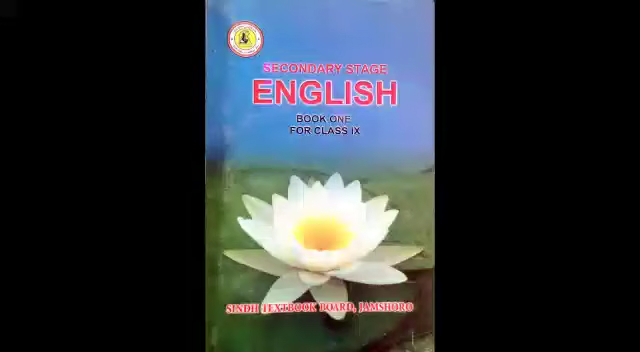 SECONDARY STAGE
ENGLISH
BOOK ONE
FOR CLASS IX
SINDH TEXTBOOK BOARD, JAMSHORO